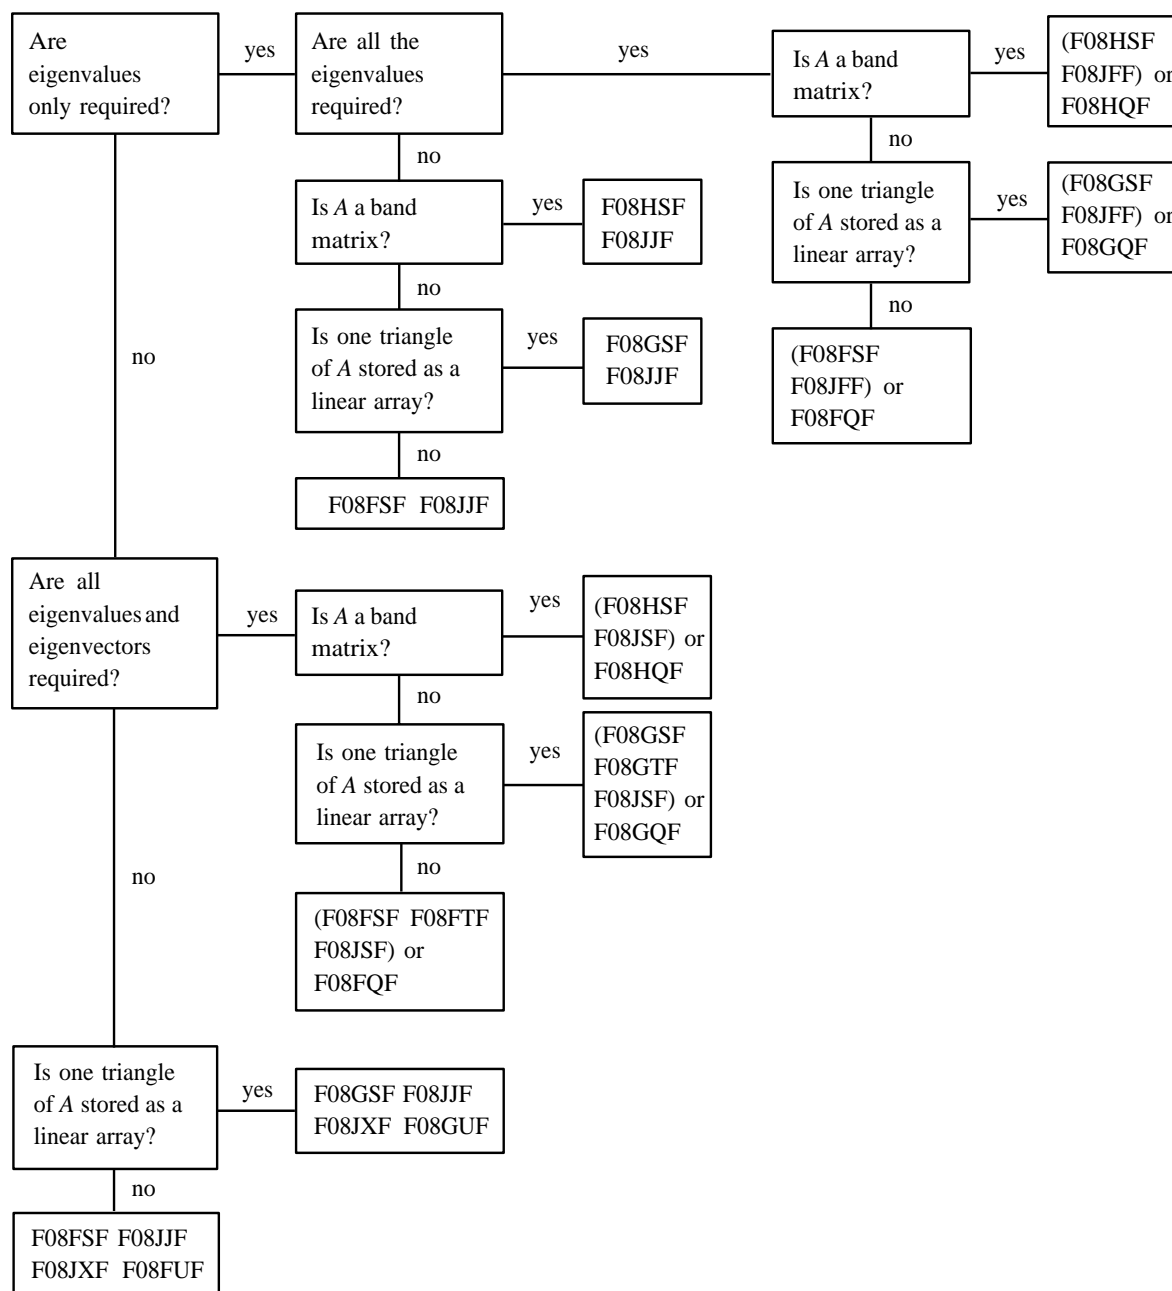 Are
eigenvalues
only required?
yes
Are all the
eigenvalues
required?
yes
Is A a band
matrix?
yes
(F08HSF
F08JFF) or
F08HQF
no
no
Is A a band
matrix?
yes
F08HSF
F08JJF
Is one triangle
of A stored as a
linear array?
yes
(F08GSF
F08JFF) or
F08GQF
no
no
no
Is one triangle
of A stored as a
linear array?
yes
F08GSF
F08JJF
(F08FSF
F08JFF) or
F08FQF
no
F08FSF F08JJF
Are all
eigenvalues and
eigenvectors
required?
yes
Is A a band
matrix?
yes
(F08HSF
F08JSF) or
F08HQF
no
Is one triangle
of A stored as a
linear array?
yes
(F08GSF
F08GTF
F08JSF) or
F08GQF
no
no
(F08FSF F08FTF
F08JSF) or
F08FQF
Is one triangle
of A stored as a
linear array?
yes
F08GSF F08JJF
F08JXF F08GUF
no
F08FSF F08JJF
F08JXF F08FUF